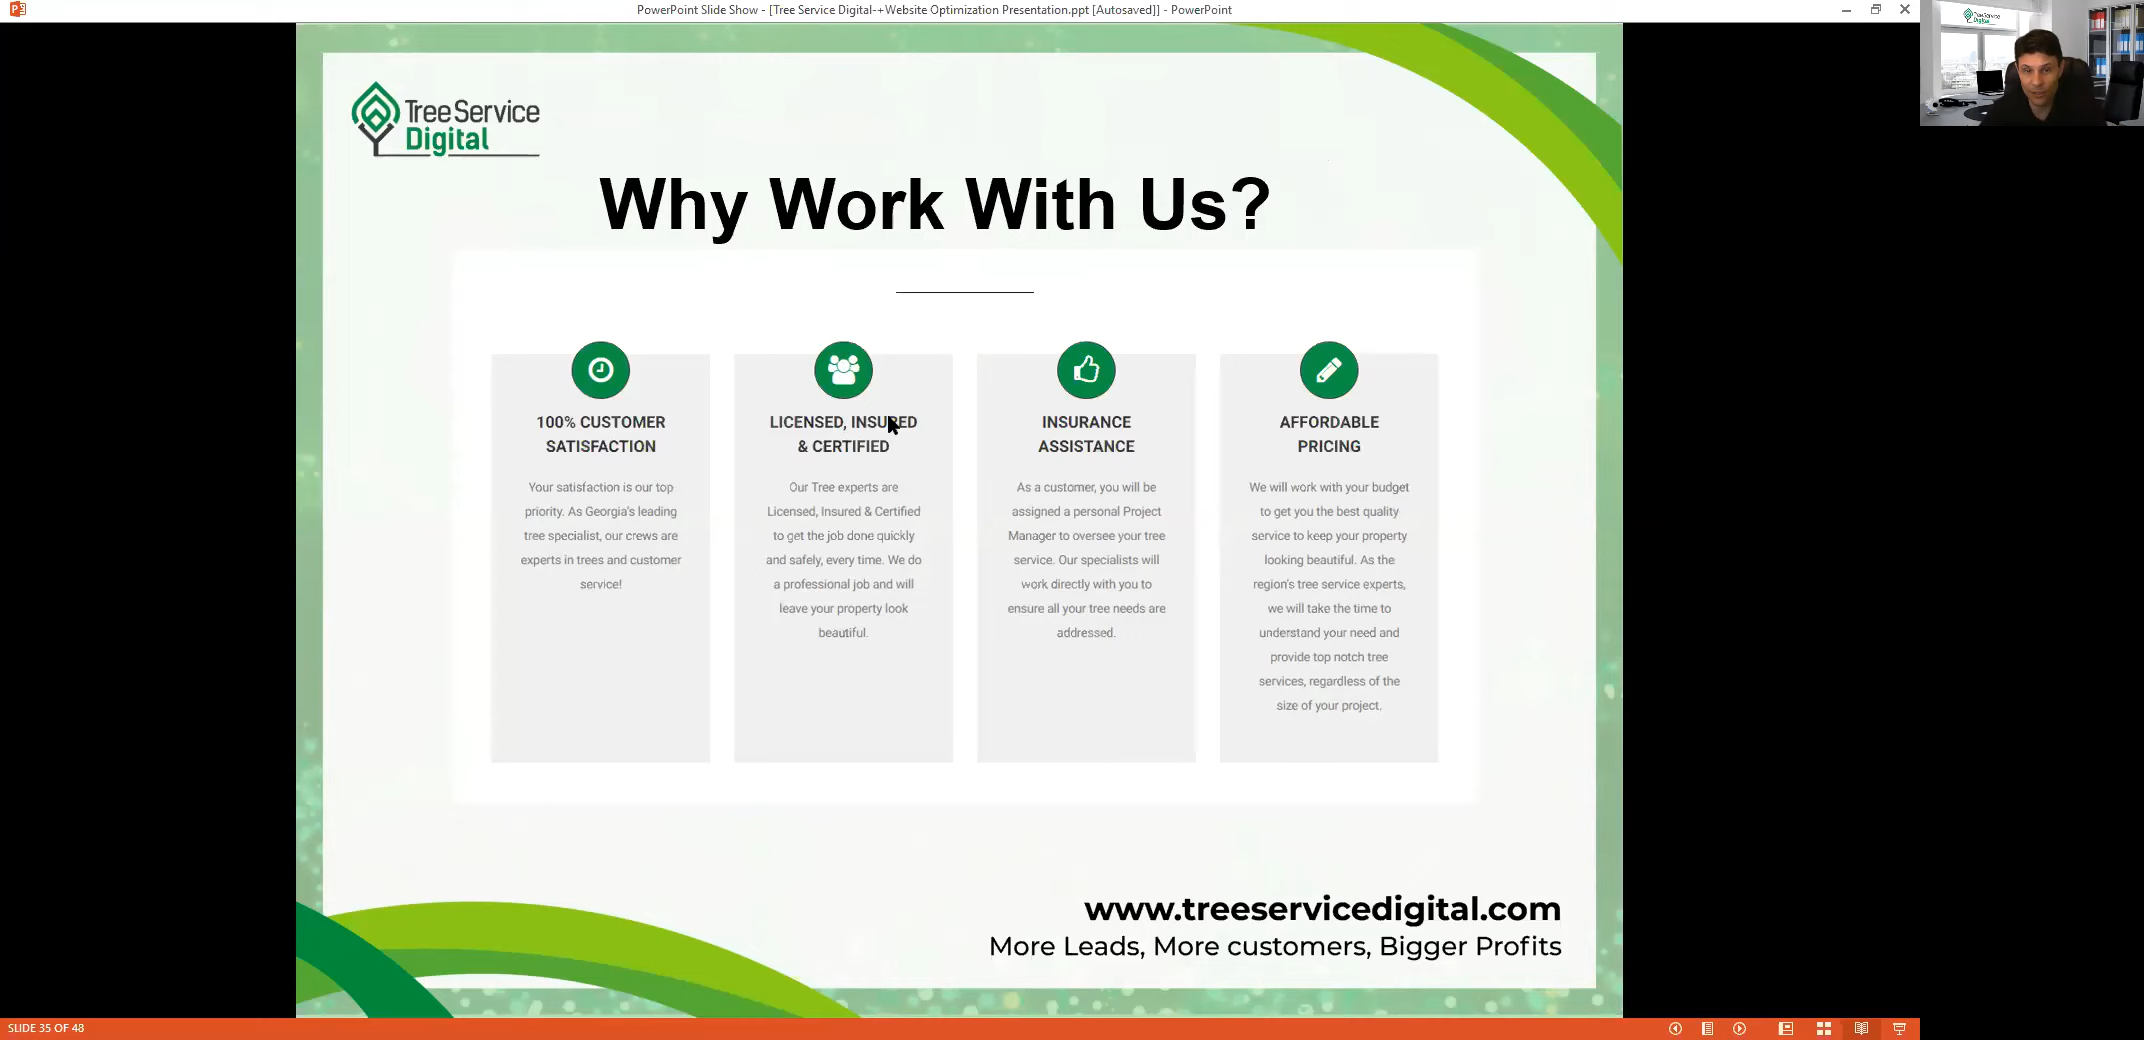 PowerPoint Slide Show - [Tree Service Digital-+Website Optimization Presentation.ppt [Autosaved]] - PowerPoint
Tree Service
Digital
Tree Service
Digital
Why Work With Us?
100% CUSTOMER
SATISFACTION
Your satisfaction is our top
priority. As Georgia's leading
tree specialist, our crews are
experts in trees and customer
service!
LICENSED, INSURED
& CERTIFIED
Our Tree experts are
Licensed, Insured & Certified
to get the job done quickly
and safely, every time. We do
a professional job and will
leave your property look
beautiful.
INSURANCE
ASSISTANCE
As a customer, you will be
assigned a personal Project
Manager to oversee your tree
service. Our specialists will
work directly with you to
ensure all your tree needs are
addressed.
AFFORDABLE
PRICING
We will work with your budget
to get you the best quality
service to keep your property
looking beautiful. As the
region's tree service experts,
we will take the time to
understand your need and
provide top notch tree
services, regardless of the
size of your project.
www.treeservicedigital.com
More Leads, More customers, Bigger Profits
SLIDE 35 OF 48